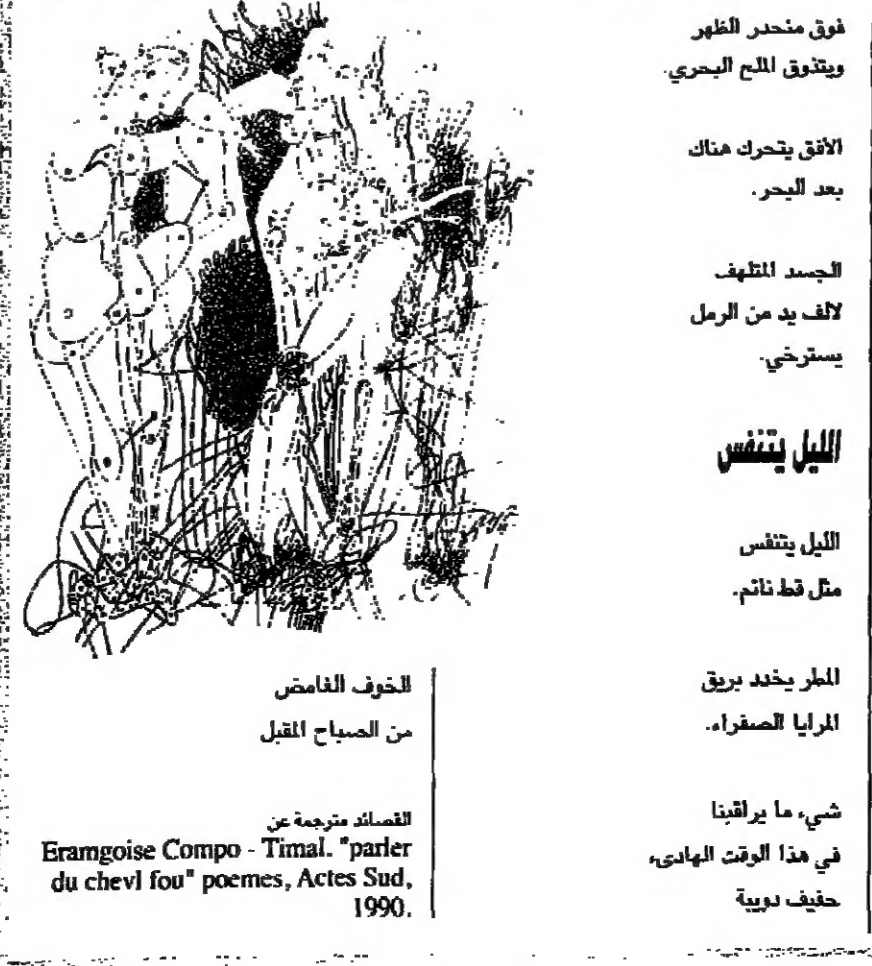 فوق منحدر الظهر
ويتذوق الملح البحري.
الأفق يتحرك هناك
بعد البحر.
الجسد المتلهف
لألف يد من الرمل
يسترخي.
الليل يتنفس
الليل يتنفس
مثل قط نائم.
المطر يخدد بريق
المرايا الصفراء.
شيء ما يراقبنا
في هذا الوقت الهادىء
حفيف دويبة
الخوف الغامض
من الصباح المقبل
القصائد مترجمة عن
Eramgoise Compo - Timal. "parler
du chevl fou" poemes, Actes Sud,
1990.